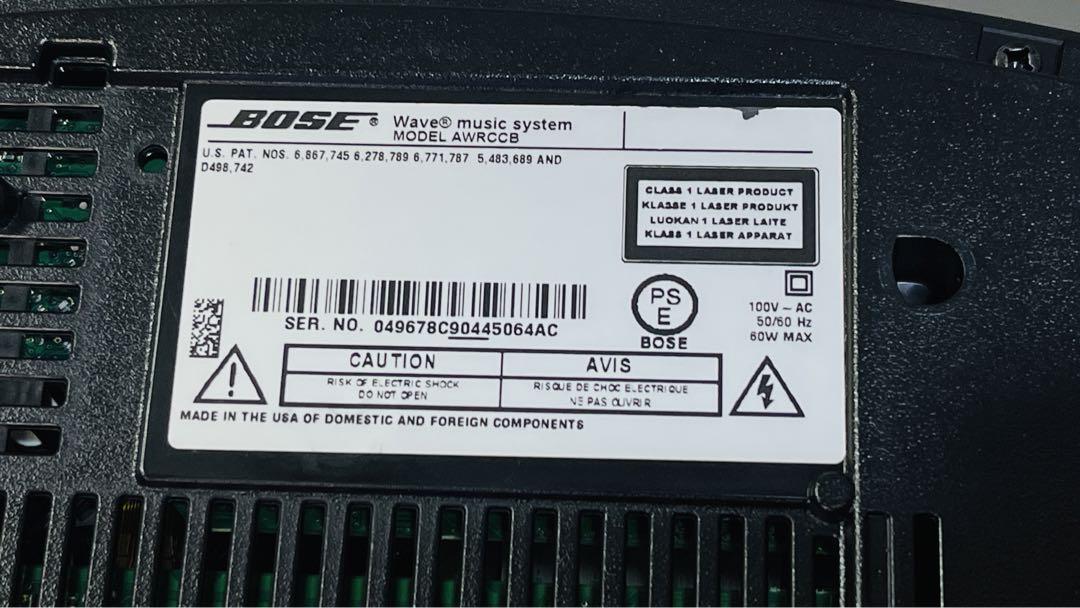 BOSE® Wave® music system
MODEL AWRCCB
U.S. PAT. NOS. 6,867,745 6,278,789 6,771,787 5,483,689 AND
D498,742
CLASS 1 LASER PRODUCT
KLASSE 1 LASER PRODUKT
LUOKAN 1 LASER LAITE
KLASS 1 LASER APPARAT
SER. NO. 049678C90445064AC
PS
E
BOSE
100V ~ AC
50/60 Hz
60W MAX
CAUTION
RISK OF ELECTRIC SHOCK
DO NOT OPEN
AVIS
RISQUE DE CHOC ELECTRIQUE
NE PAS OUVRIR
MADE IN THE USA OF DOMESTIC AND FOREIGN COMPONENTS